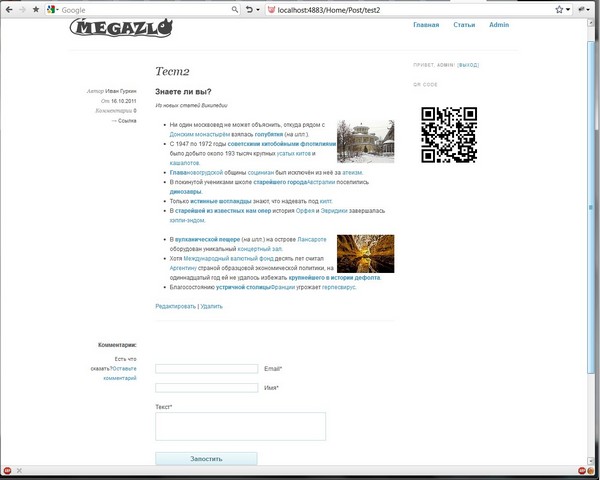 Google
localhost:4883/Home/Post/test2
MEGAZLO
Главная Статьи Admin
Тест2
ПРИВЕТ, ADMIN! [ВЫХОД]
QR CODE
Автор Иван Гурин
От 16.10.2011
Комментарии 0
→ Ссылка
Знаете ли вы?
Из новых статей Википедии
Ни один москвовед не может объяснить, откуда рядом с
Донским монастырём взялась голубятня (на илл.).
С 1947 по 1972 годы советскими китобойными флотилиями
было добыто около 193 тысяч крупных усатых китов и
кашалотов.
Главановогрудской общины социниан был исключён из неё за атеизм.
В покинутой учениками школе старейшего городаАвстралии поселились
динозавры.
Только истинные шотландцы знают, что надевать под килт.
В старейшей из известных нам опер история Орфея и Эвридики завершалась
хэппи-эндом.
В вулканической пещере (на илл.) на острове Лансароте
оборудован уникальный концертный зал.
Хотя Международный валютный фонд десять лет считал
Аргентину страной образцовой экономической политики, на
одиннадцатый год ей не удалось избежать крупнейшего в истории дефолта.
Благосостоянию устричной столицыФранции угрожает герпесвирус.
Редактировать | Удалить
Комментарии:
Есть что
сказать?Оставьте
комментарий
Email*
Имя*
Текст*
Запостить